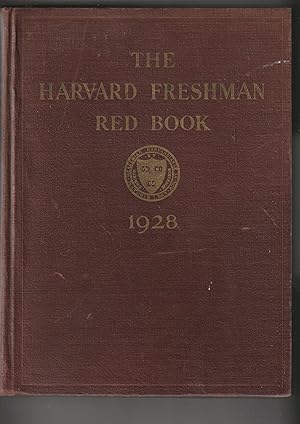 THE
HARVARD FRESHMAN
RED BOOK
1928